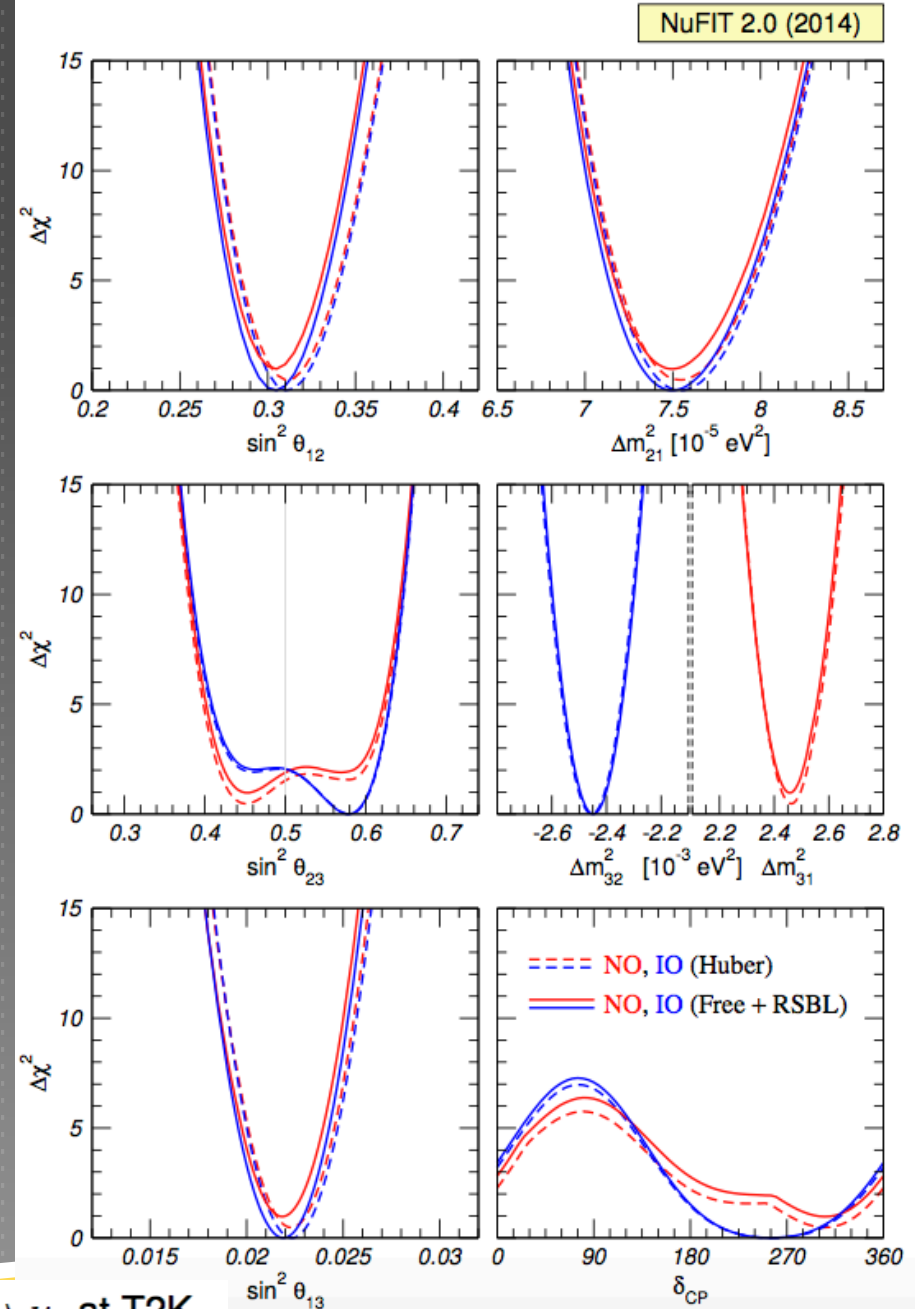 NuFIT 2.0 (2014)
15
10
5
0
Δχ²
0.2 0.25 0.3 0.35 0.4
sin² θ₁₂
6.5 7 7.5 8 8.5
Δm²₂₁ [10⁻⁵ eV²]
15
10
5
0
Δχ²
0.3 0.4 0.5 0.6 0.7
sin² θ₂₃
-2.6 -2.4 -2.2 2.2 2.4 2.6 2.8
Δm²₃₂ [10⁻³ eV²] Δm²₃₁
15
10
5
0
Δχ²
0.015 0.02 0.025 0.03
sin² θ₁₃
NO, IO (Huber)
NO, IO (Free + RSBL)
0 90 180 270 360
δCP
at T2K